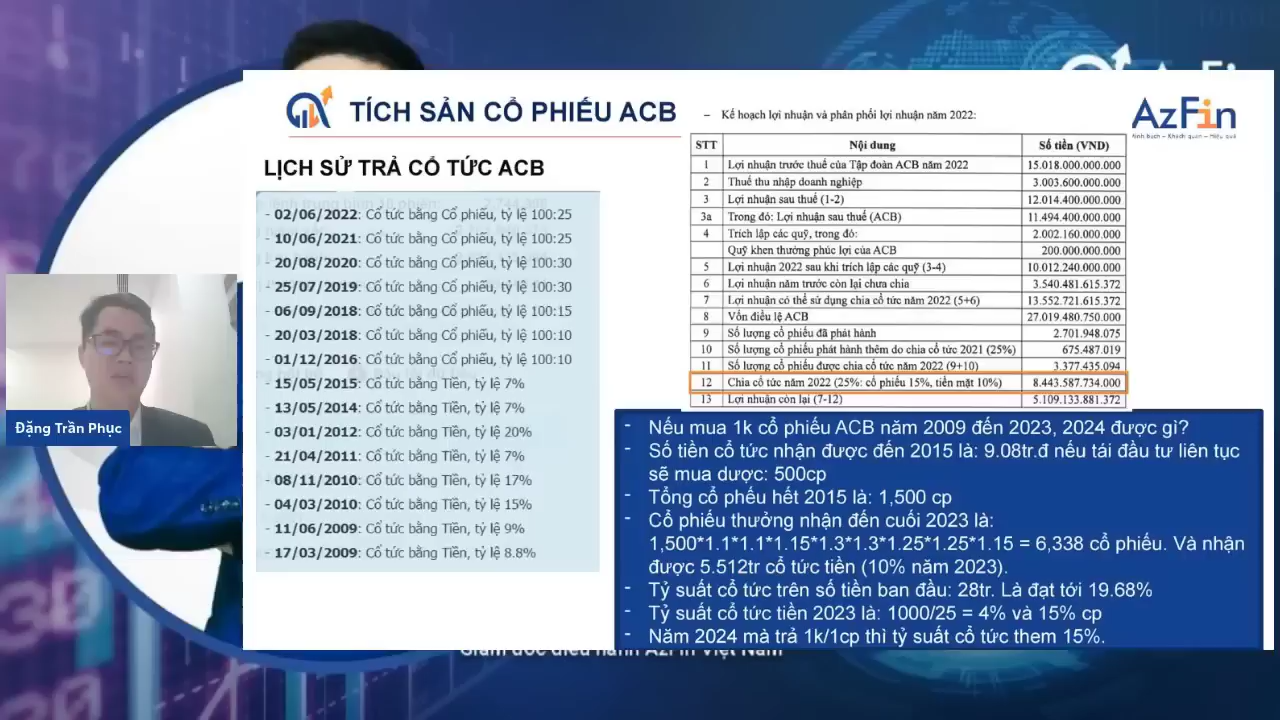 TÍCH SẢN CỔ PHIẾU ACB
LỊCH SỬ TRẢ CỔ TỨC ACB
- 02/06/2022: Cổ tức bằng Cổ phiếu, tỷ lệ 100:25
- 10/06/2021: Cổ tức bằng Cổ phiếu, tỷ lệ 100:25
- 20/08/2020: Cổ tức bằng Cổ phiếu, tỷ lệ 100:30
- 25/07/2019: Cổ tức bằng Cổ phiếu, tỷ lệ 100:30
- 06/09/2018: Cổ tức bằng Cổ phiếu, tỷ lệ 100:15
- 20/03/2018: Cổ tức bằng Cổ phiếu, tỷ lệ 100:10
- 01/12/2016: Cổ tức bằng Cổ phiếu, tỷ lệ 100:10
- 15/05/2015: Cổ tức bằng Tiền, tỷ lệ 7%
- 13/05/2014: Cổ tức bằng Tiền, tỷ lệ 7%
- 03/01/2012: Cổ tức bằng Tiền, tỷ lệ 20%
- 21/04/2011: Cổ tức bằng Tiền, tỷ lệ 7%
- 08/11/2010: Cổ tức bằng Tiền, tỷ lệ 17%
- 04/03/2010: Cổ tức bằng Tiền, tỷ lệ 15%
- 11/06/2009: Cổ tức bằng Tiền, tỷ lệ 9%
- 17/03/2009: Cổ tức bằng Tiền, tỷ lệ 8.8%
– Kế hoạch lợi nhuận và phân phối lợi nhuận năm 2022:
AzFin
Minh bạch – Khách quan – Hiệu quả
STT Nội dung Số tiền (VND)
1 Lợi nhuận trước thuế của Tập đoàn ACB năm 2022 15.018.000.000.000
2 Thuế thu nhập doanh nghiệp 3.003.600.000.000
3 Lợi nhuận sau thuế (1-2) 12.014.400.000.000
3a Trong đó: Lợi nhuận sau thuế (ACB) 11.494.400.000.000
4 Trích lập các quỹ, trong đó: 2.002.160.000.000
Quỹ khen thưởng phúc lợi của ACB 200.000.000.000
5 Lợi nhuận 2022 sau khi trích lập các quỹ (3-4) 10.012.240.000.000
6 Lợi nhuận năm trước còn lại chưa chia 3.540.481.615.372
7 Lợi nhuận có thể sử dụng chia cổ tức năm 2022 (5+6) 13.552.721.615.372
8 Vốn điều lệ ACB 27.019.480.750.000
9 Số lượng cổ phiếu đã phát hành 2.701.948.075
10 Số lượng cổ phiếu phát hành thêm do chia cổ tức 2021 (25%) 675.487.019
11 Số lượng cổ phiếu được chia cổ tức năm 2022 (9+10) 3.377.435.094
12 Chia cổ tức năm 2022 (25%: cổ phiếu 15%, tiền mặt 10%) 8.443.587.734.000
13 Lợi nhuận còn lại (7-12) 5.109.133.881.372
- Nếu mua 1k cổ phiếu ACB năm 2009 đến 2023, 2024 được gì?
- Số tiền cổ tức nhận được đến 2015 là: 9.08tr.đ nếu tái đầu tư liên tục
sẽ mua dược: 500cp
- Tổng cổ phếu hết 2015 là: 1,500 cp
- Cổ phiếu thưởng nhận đến cuối 2023 là:
1,500*1.1*1.1*1.15*1.3*1.3*1.25*1.25*1.15 = 6,338 cổ phiếu. Và nhận
được 5.512tr cổ tức tiền (10% năm 2023).
- Tỷ suất cổ tức trên số tiền ban đầu: 28tr. Là đạt tới 19.68%
- Tỷ suất cổ tức tiền 2023 là: 1000/25 = 4% và 15% cp
- Năm 2024 mà trả 1k/1cp thì tỷ suất cổ tức them 15%.
Đặng Trần Phục
Giám đốc điều hành AzFin Việt Nam